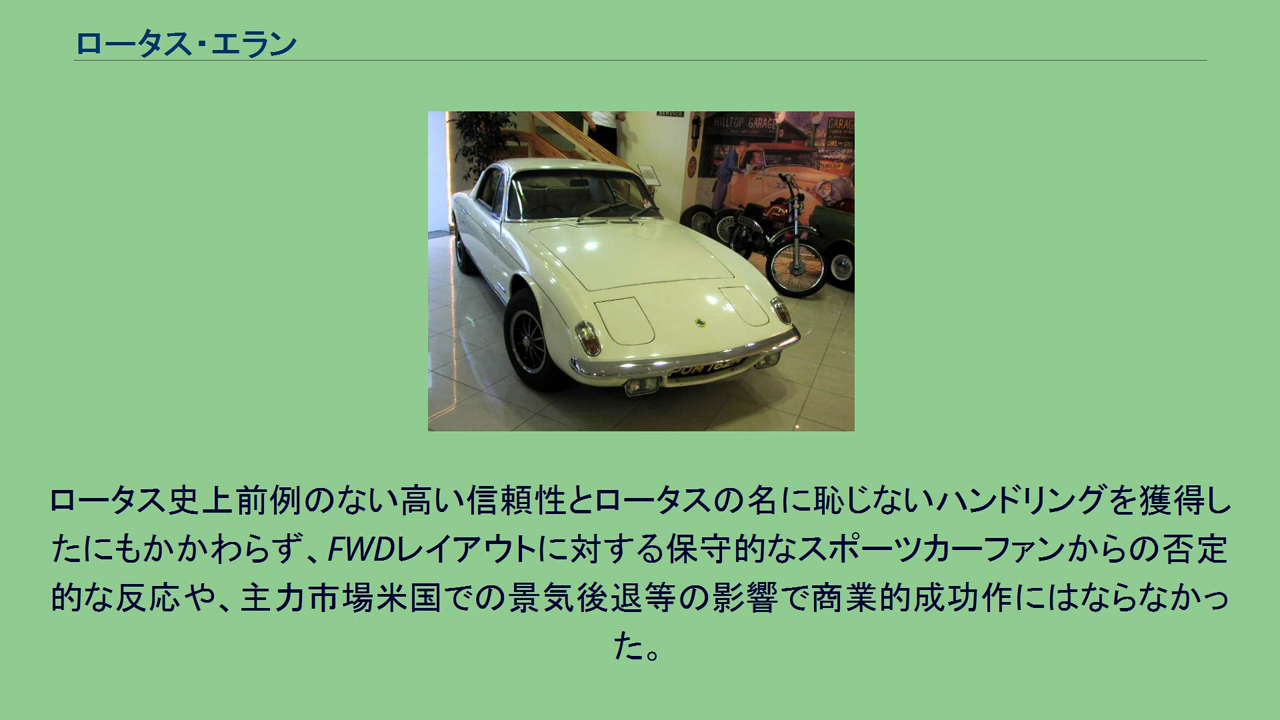 ロータス・エラン
SERVICE
HILLTOP GARAGE
GARAGE
ロータス史上前例のない高い信頼性とロータスの名に恥じないハンドリングを獲得し
たにもかかわらず、FWDレイアウトに対する保守的なスポーツカーファンからの否定
的な反応や、主力市場米国での景気後退等の影響で商業的成功作にはならなかっ
た。